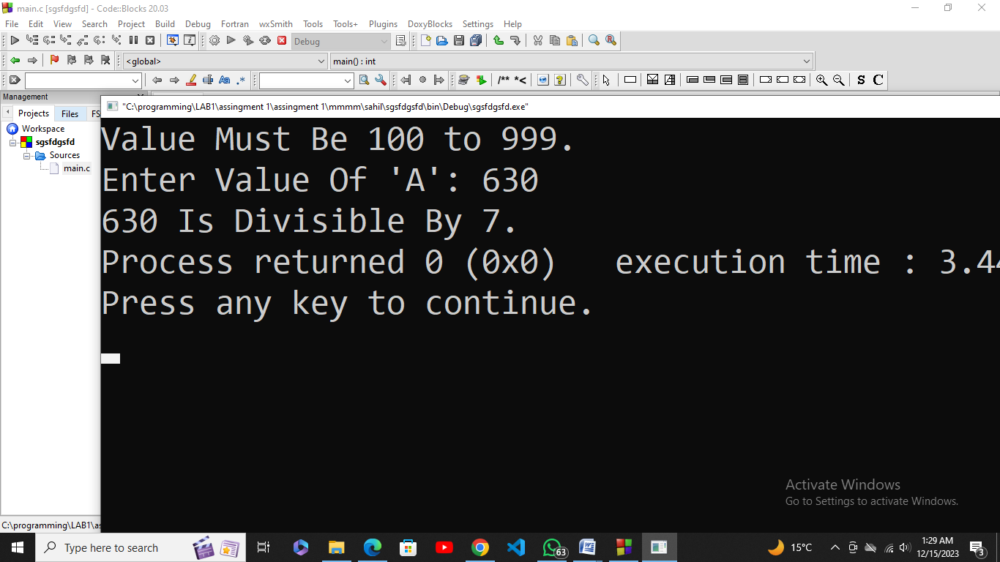 main.c [sgsfdgsfd] - Code::Blocks 20.03
File Edit View Search Project Build Debug Fortran wxSmith Tools Tools+ Plugins DoxyBlocks Settings Help
Debug
<global> main() : int
/** *< S C
Management
Projects Files FS
"C:\programming\LAB1\assingment 1\assingment 1\mmmm\sahil\sgsfdgsfd\bin\Debug\sgsfdgsfd.exe"
Workspace
sgsfdgsfd
Sources
main.c
Value Must Be 100 to 999.
Enter Value Of 'A': 630
630 Is Divisible By 7.
Process returned 0 (0x0) execution time : 3.44
Press any key to continue.
Activate Windows
Go to Settings to activate Windows.
C:\programming\LAB1\as
Type here to search
63
15°C
1:29 AM
12/15/2023
3